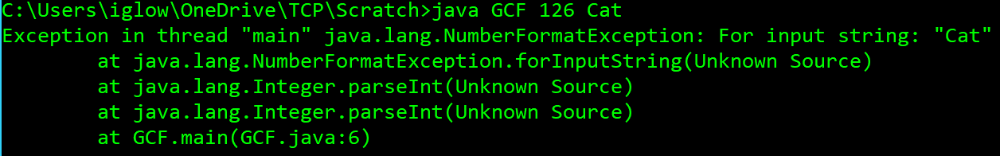 C:\Users\iglow\OneDrive\TCP\Scratch>java GCF 126 Cat
Exception in thread "main" java.lang.NumberFormatException: For input string: "Cat"
        at java.lang.NumberFormatException.forInputString(Unknown Source)
        at java.lang.Integer.parseInt(Unknown Source)
        at java.lang.Integer.parseInt(Unknown Source)
        at GCF.main(GCF.java:6)